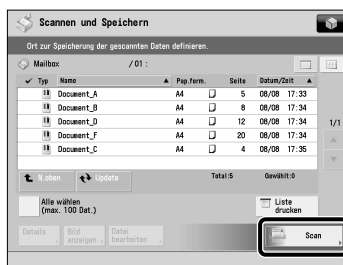 Scannen und Speichern
Ort zur Speicherung der gescannten Daten definieren.
Mailbox /01 :
✓ Typ Name ▲ Pap.form. Seite Datum/Zeit ▲
Document_A A4 5 08/08 17:33
Document_B A4 8 08/08 17:34
Document_D A4 12 08/08 17:34
Document_F A4 20 08/08 17:34
Document_C A4 4 08/08 17:35
1/1
N.oben Update Total:5 Gewählt:0
Alle wählen (max. 100 Dat.)
Liste drucken
Details Bild anzeigen Datei bearbeiten
Scan